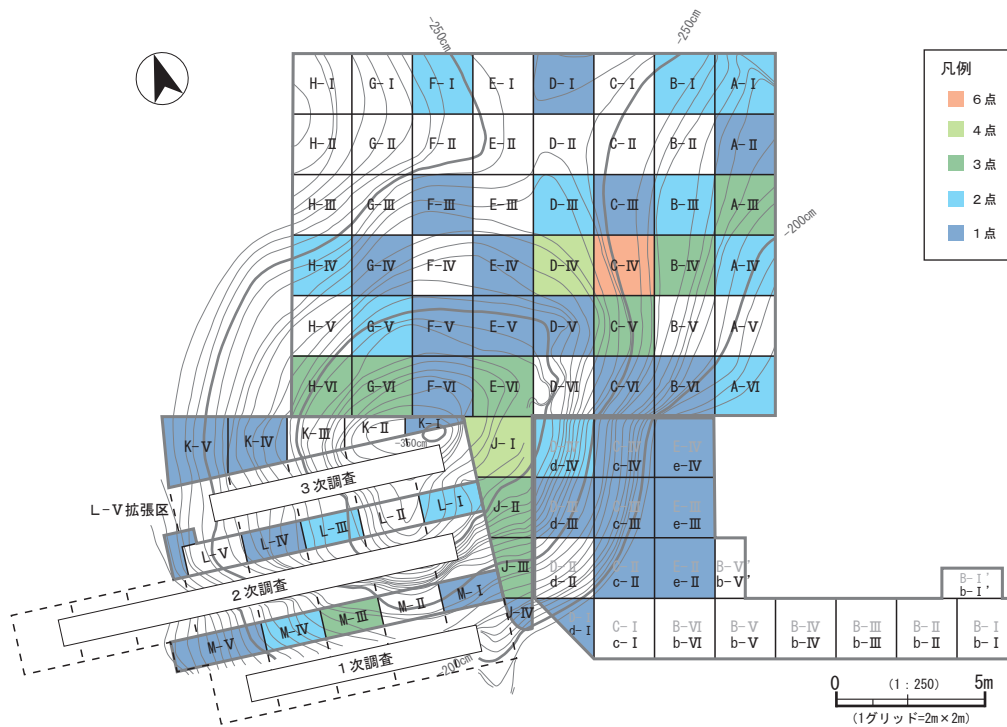 -250cm
-250cm
凡例
6点
4点
3点
2点
1点
H-Ⅰ G-Ⅰ F-Ⅰ E-Ⅰ D-Ⅰ C-Ⅰ B-Ⅰ A-Ⅰ
H-Ⅱ G-Ⅱ F-Ⅱ E-Ⅱ D-Ⅱ C-Ⅱ B-Ⅱ A-Ⅱ
H-Ⅲ G-Ⅲ F-Ⅲ E-Ⅲ D-Ⅲ C-Ⅲ B-Ⅲ A-Ⅲ
-200cm
H-Ⅳ G-Ⅳ F-Ⅳ E-Ⅳ D-Ⅳ C-Ⅳ B-Ⅳ A-Ⅳ
H-Ⅴ G-Ⅴ F-Ⅴ E-Ⅴ D-Ⅴ C-Ⅴ B-Ⅴ A-Ⅴ
H-Ⅵ G-Ⅵ F-Ⅵ E-Ⅵ D-Ⅵ C-Ⅵ B-Ⅵ A-Ⅵ
K-Ⅴ K-Ⅳ K-Ⅲ K-Ⅱ K-Ⅰ J-Ⅰ
-350cm
E-Ⅳ
d-Ⅳ c-Ⅳ e-Ⅳ
3次調査
L-Ⅴ拡張区
L-Ⅴ L-Ⅳ L-Ⅲ L-Ⅱ L-Ⅰ J-Ⅱ
E-Ⅲ
d-Ⅲ c-Ⅲ e-Ⅲ
2次調査
J-Ⅲ
D-Ⅱ E-Ⅱ B-Ⅴ'
d-Ⅱ c-Ⅱ e-Ⅱ b-Ⅴ'
B-Ⅰ'
b-Ⅰ'
M-Ⅴ M-Ⅳ M-Ⅲ M-Ⅱ M-Ⅰ J-Ⅳ
C-Ⅰ B-Ⅵ B-Ⅴ B-Ⅳ B-Ⅲ B-Ⅱ B-Ⅰ
d-Ⅰ c-Ⅰ b-Ⅵ b-Ⅴ b-Ⅳ b-Ⅲ b-Ⅱ b-Ⅰ
1次調査
-200cm
0 (1：250) 5m
(1グリッド=2m×2m)